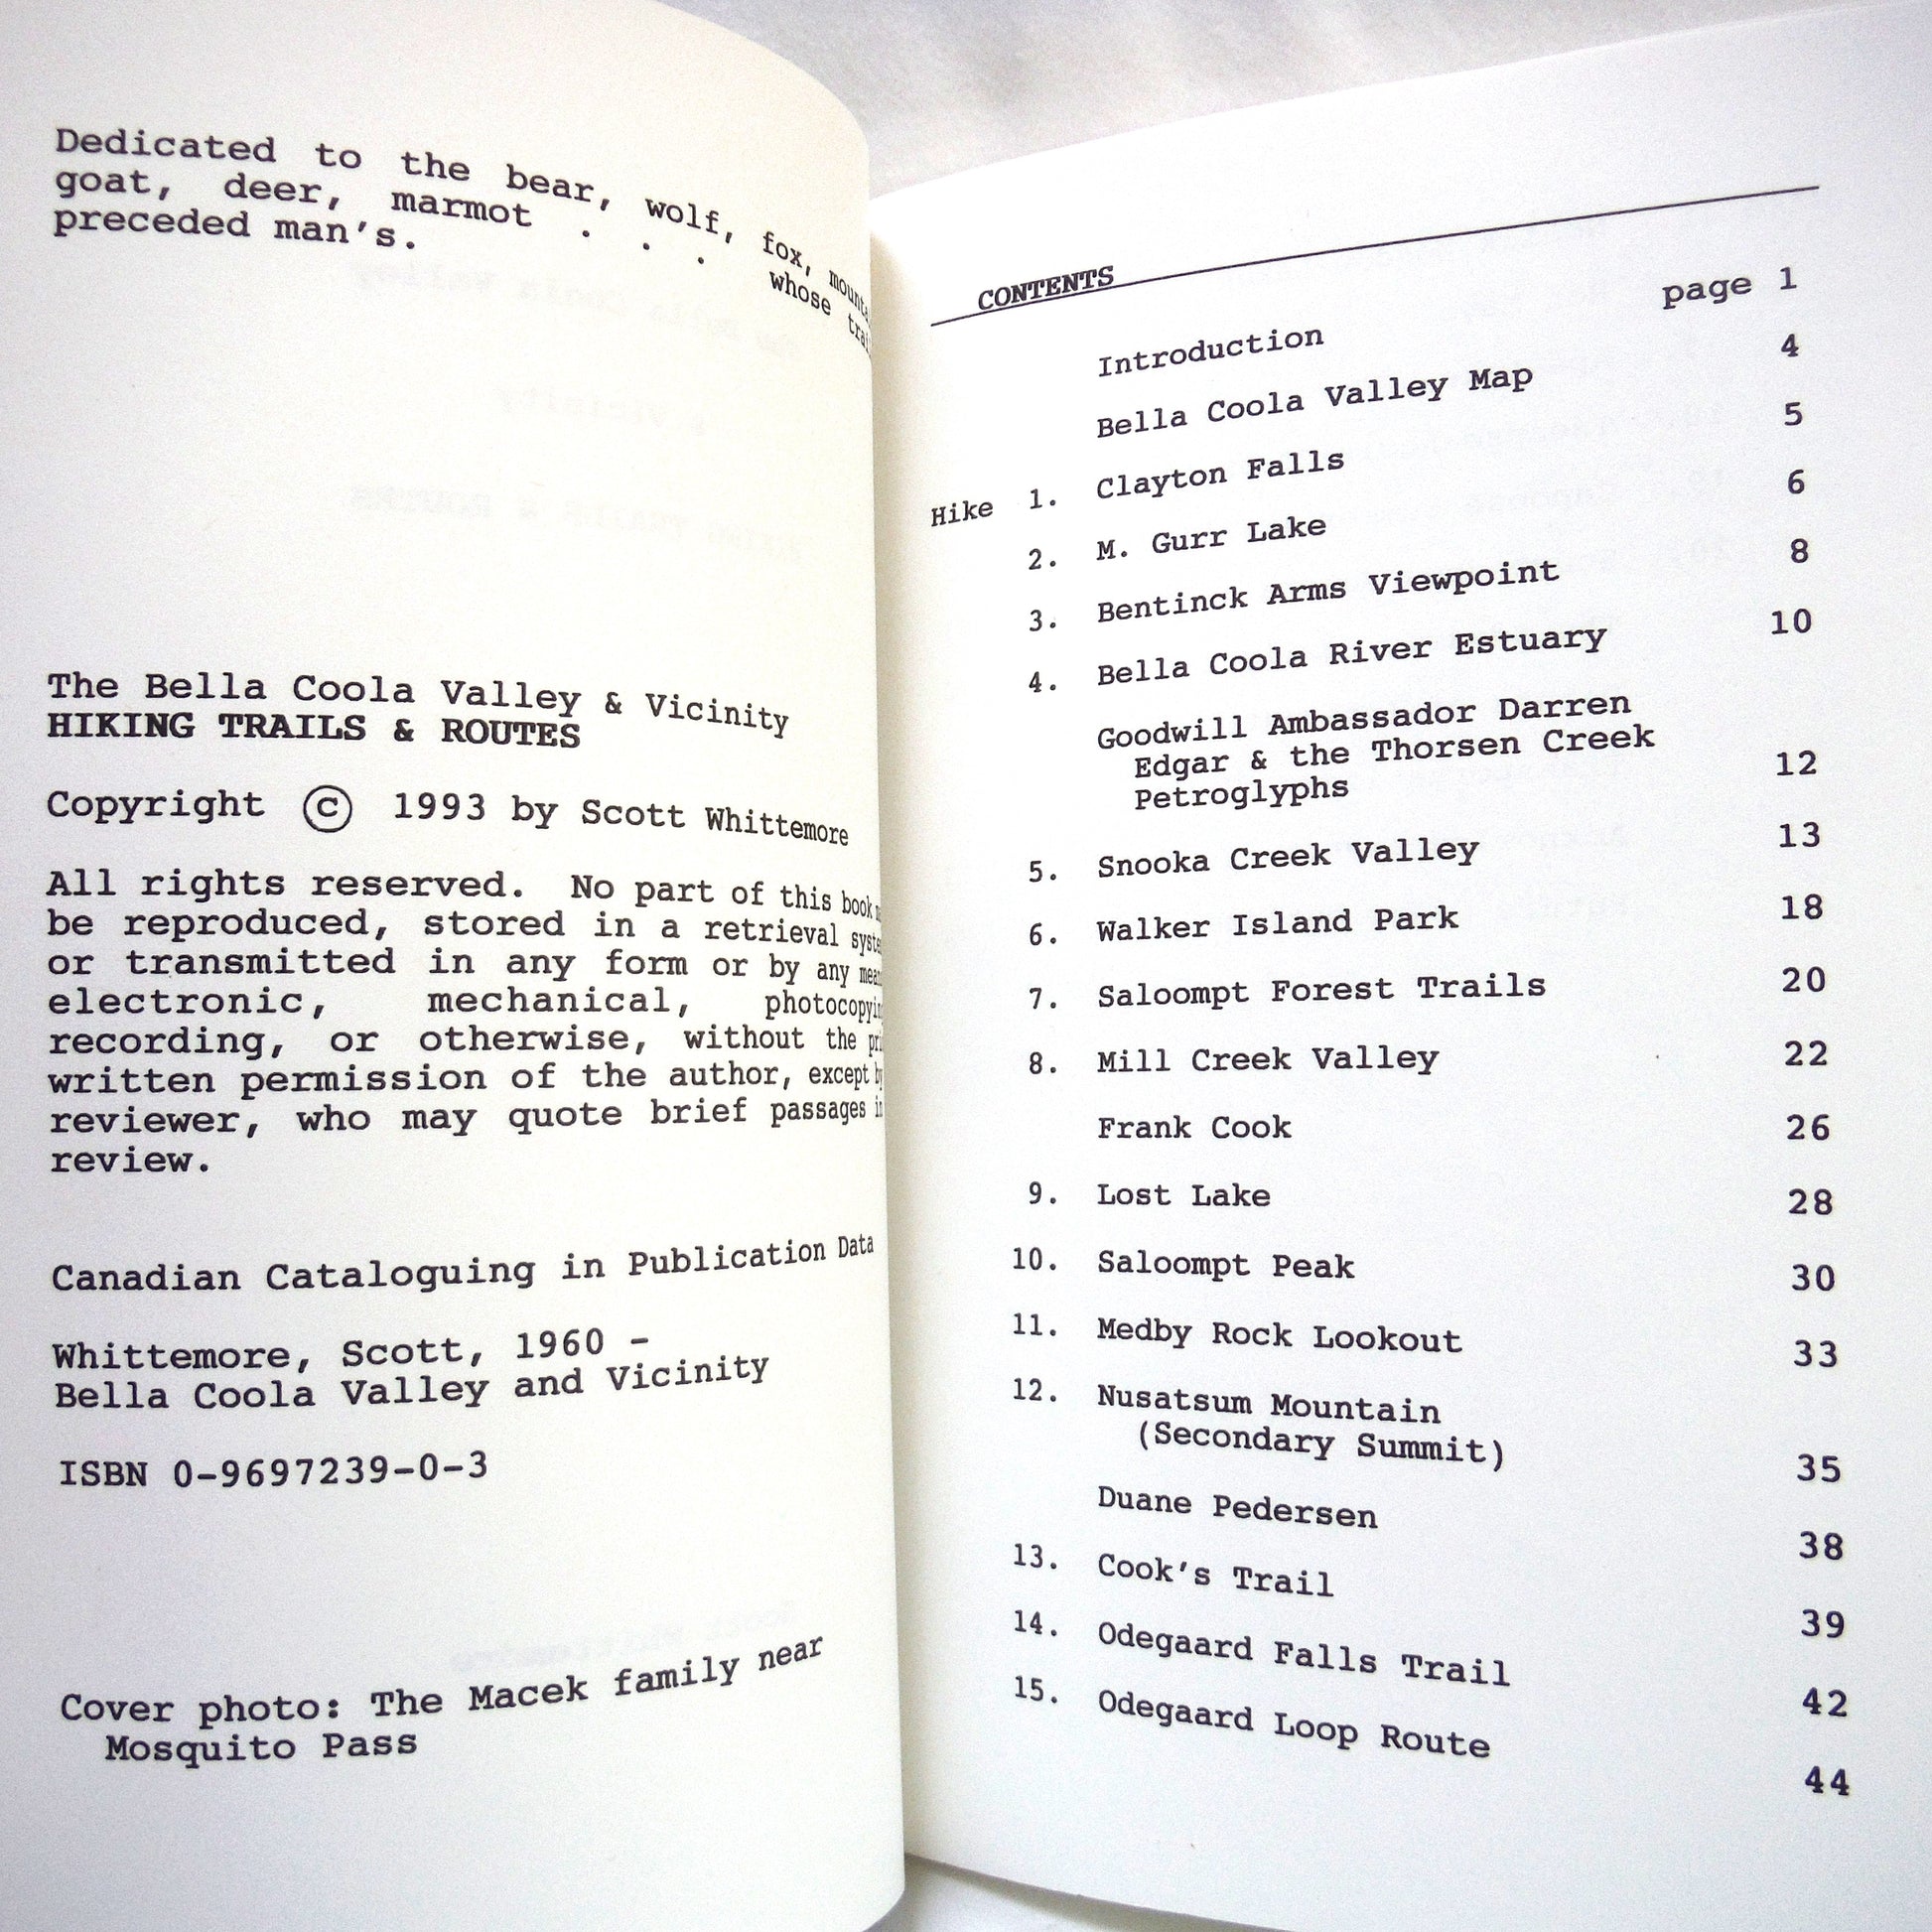 Dedicated to the bear, wolf, fox,
goat, deer, marmot . . . whose
preceded man's.
The Bella Coola Valley & Vicinity
HIKING TRAILS & ROUTES
Copyright © 1993 by Scott Whittemore
All rights reserved. No part of this book
be reproduced, stored in a retrieval
or transmitted in any form or by any
electronic, mechanical,
recording, or otherwise, without the
written permission of the author, except
reviewer, who may quote brief passages
review.
Canadian Cataloguing in Publication Data
Whittemore, Scott, 1960 -
Bella Coola Valley and Vicinity
ISBN 0-9697239-0-3
Cover photo: The Macek family near
Mosquito Pass
CONTENTS
Introduction page 1
Bella Coola Valley Map 4
Hike 1. Clayton Falls 5
2. M. Gurr Lake 6
3. Bentinck Arms Viewpoint 8
4. Bella Coola River Estuary 10
Goodwill Ambassador Darren
Edgar & the Thorsen Creek
Petroglyphs 12
5. Snooka Creek Valley 13
6. Walker Island Park 18
7. Saloompt Forest Trails 20
8. Mill Creek Valley 22
Frank Cook 26
9. Lost Lake 28
10. Saloompt Peak 30
11. Medby Rock Lookout 33
12. Nusatsum Mountain
(Secondary Summit) 35
Duane Pedersen 38
13. Cook's Trail 39
14. Odegaard Falls Trail 42
15. Odegaard Loop Route 44